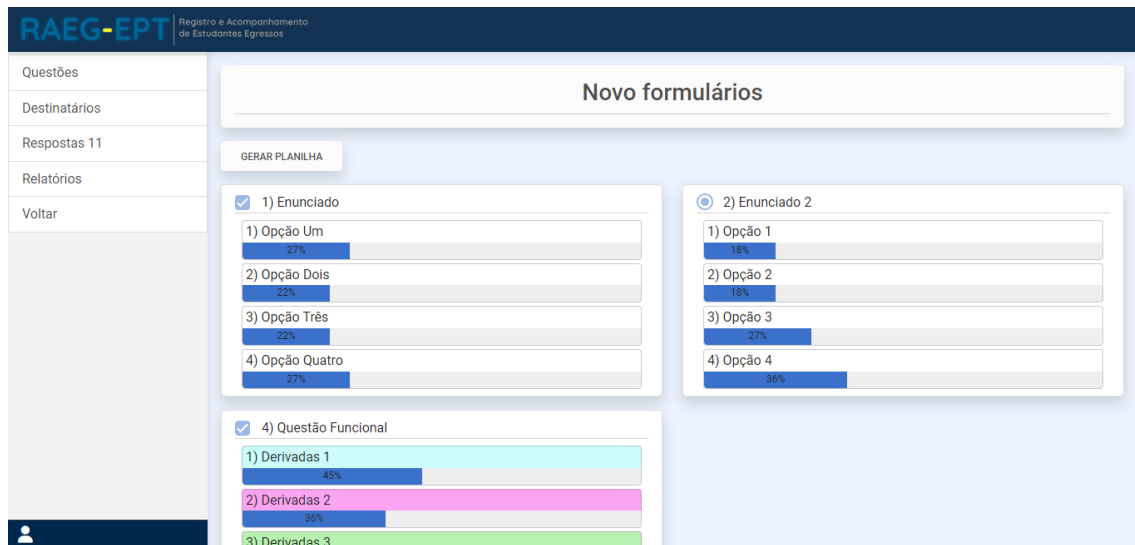 RAEG-EPT
Registro e Acompanhamento
de Estudantes Egressos
Questões
Destinatários
Respostas 11
Relatórios
Voltar
Novo formulários
GERAR PLANILHA
1) Enunciado
1) Opção Um
27%
2) Opção Dois
22%
3) Opção Três
22%
4) Opção Quatro
27%
2) Enunciado 2
1) Opção 1
18%
2) Opção 2
18%
3) Opção 3
27%
4) Opção 4
36%
4) Questão Funcional
1) Derivadas 1
45%
2) Derivadas 2
36%
3) Derivadas 3